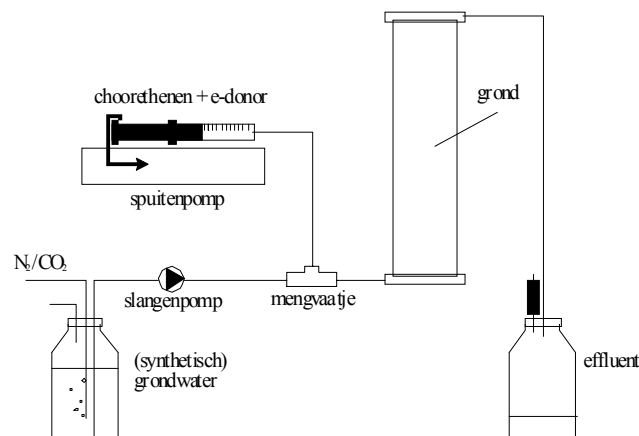 choorethenen + e-donor
grond
spuitenpomp
N₂/CO₂
slangenpomp
mengvaatje
(synthetisch)
grondwater
effluent